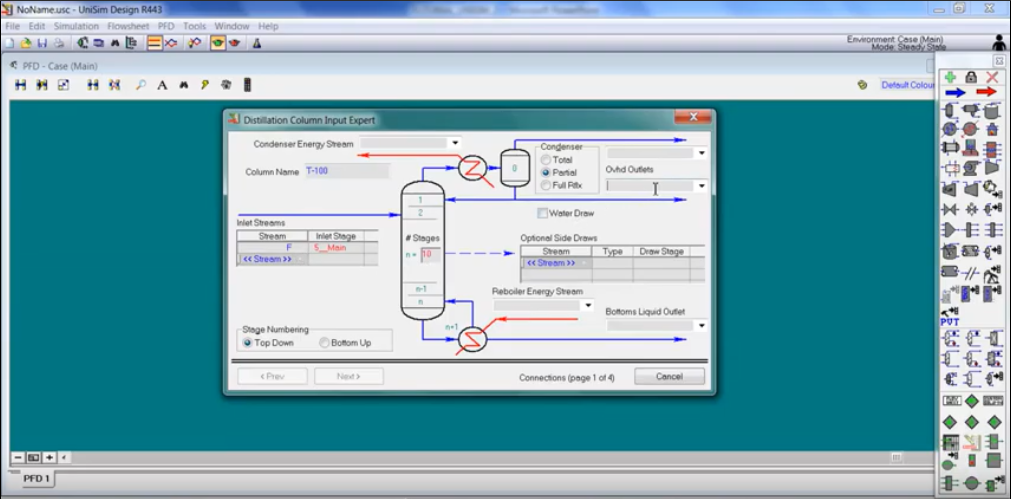 NoName.usc - UniSim Design R443
File Edit Simulation Flowsheet PFD Tools Window Help
Environment: Case (Main)
Mode: Steady State
PFD - Case (Main)
A
Default Colou
Distillation Column Input Expert
Condenser Energy Stream
Column Name T-100
0
Condenser
Total
Partial
Full Rflx
Ovhd Outlets
1
2
Water Draw
Inlet Streams
Stream Inlet Stage
F S__Main
<< Stream >>
# Stages
n = 10
Optional Side Draws
Stream Type Draw Stage
<< Stream >>
n-1
n
Reboiler Energy Stream
Bottoms Liquid Outlet
n+1
Stage Numbering
Top Down Bottom Up
< Prev Next > Connections (page 1 of 4) Cancel
PVT
PFD 1